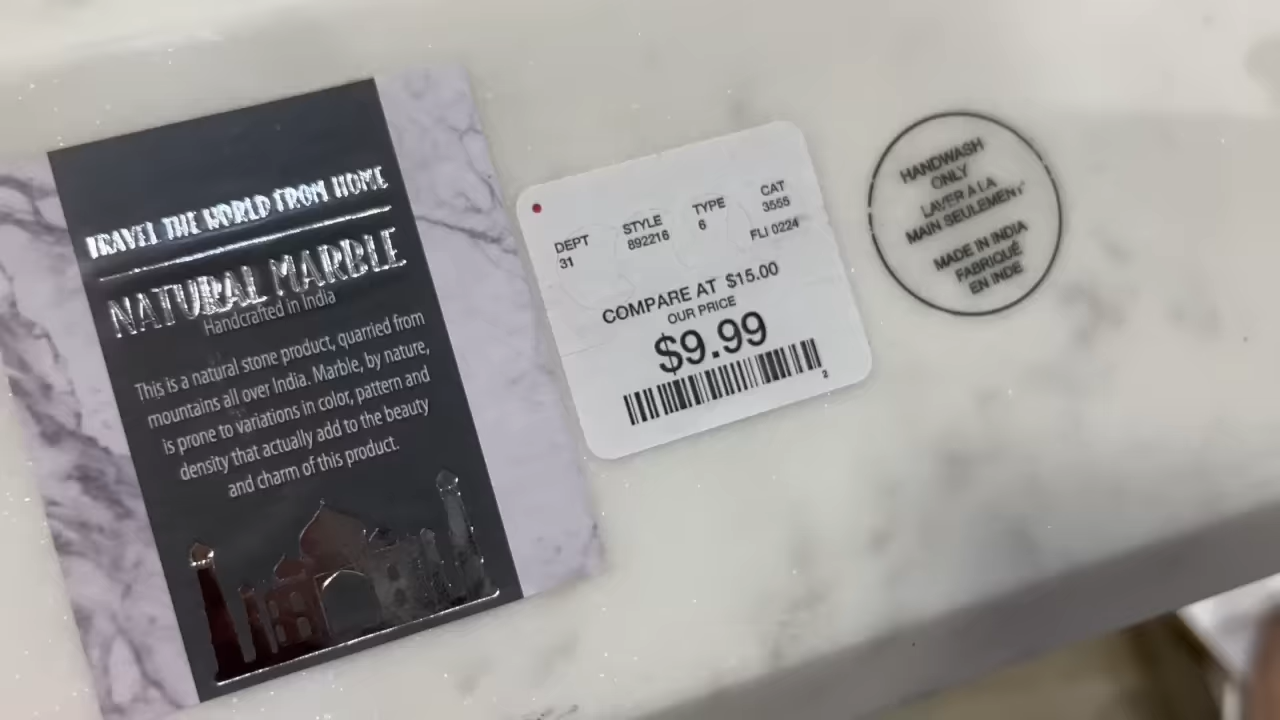 TRAVEL THE WORLD FROM HOME
NATURAL MARBLE
Handcrafted in India
This is a natural stone product, quarried from
mountains all over India. Marble, by nature,
is prone to variations in color, pattern and
density that actually add to the beauty
and charm of this product.
DEPT STYLE TYPE CAT
31 892216 6 3555
FLI 0224
COMPARE AT $15.00
OUR PRICE
$9.99
2
HANDWASH
ONLY
LAVER A LA
MAIN SEULEMENT
MADE IN INDIA
FABRIQUÉ
EN INDE